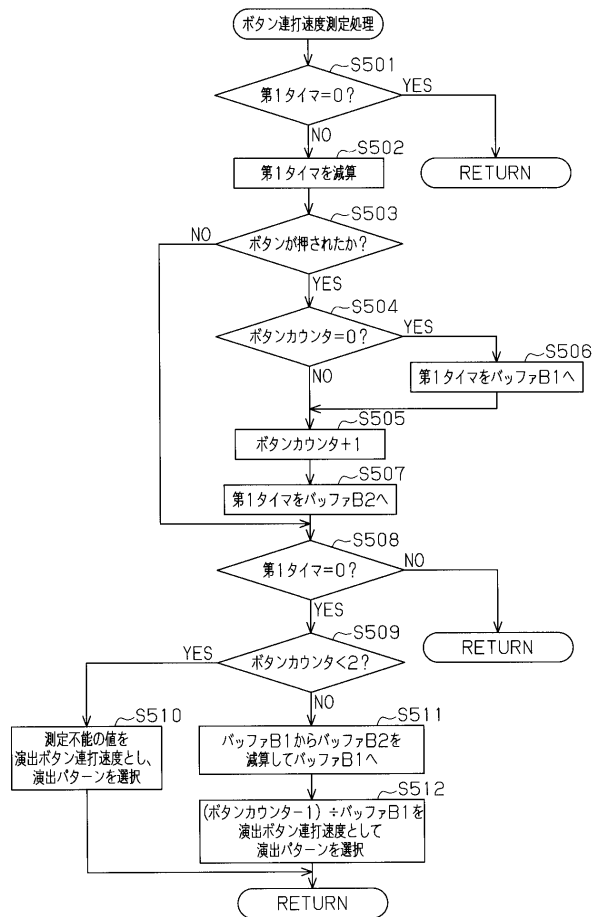 ボタン連打速度測定処理
S501
第1タイマ=0?
YES
NO
S502
第1タイマを減算
RETURN
S503
NO
ボタンが押されたか?
YES
S504
ボタンカウンタ=0?
YES
S506
NO
第1タイマをバッファB1へ
S505
ボタンカウンタ+1
S507
第1タイマをバッファB2へ
S508
第1タイマ=0?
NO
YES
S509
RETURN
YES
ボタンカウンタ<2?
NO
S510
測定不能の値を
演出ボタン連打速度とし、
演出パターンを選択
S511
バッファB1からバッファB2を
減算してバッファB1へ
S512
(ボタンカウンター1)÷バッファB1を
演出ボタン連打速度として
演出パターンを選択
RETURN